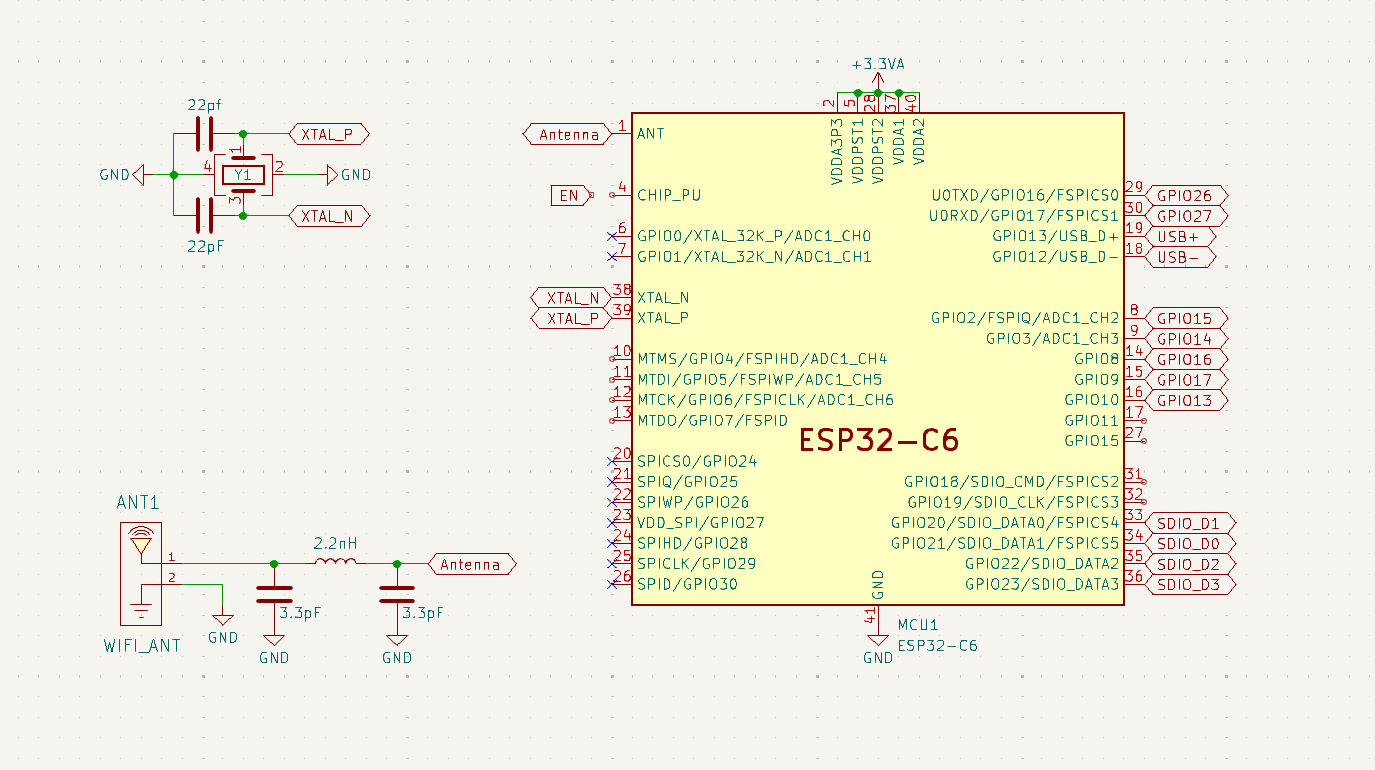 +3.3VA
22pf
XTAL_P
GND
4
1
Y1
3
2
GND
XTAL_N
22pF
2
5
28
37
40
VDDA3P3
VDDPST1
VDDPST2
VDDA1
VDDA2
Antenna 1 ANT
EN 4 CHIP_PU
6 GPIO0/XTAL_32K_P/ADC1_CH0
7 GPIO1/XTAL_32K_N/ADC1_CH1
XTAL_N 38 XTAL_N
XTAL_P 39 XTAL_P
10 MTMS/GPIO4/FSPIHD/ADC1_CH4
11 MTDI/GPIO5/FSPIWP/ADC1_CH5
12 MTCK/GPIO6/FSPICLK/ADC1_CH6
13 MTDO/GPIO7/FSPID
ESP32-C6
20 SPICS0/GPIO24
21 SPIQ/GPIO25
22 SPIWP/GPIO26
23 VDD_SPI/GPIO27
24 SPIHD/GPIO28
25 SPICLK/GPIO29
26 SPID/GPIO30
U0TXD/GPIO16/FSPICS0 29 GPIO26
U0RXD/GPIO17/FSPICS1 30 GPIO27
GPIO13/USB_D+ 19 USB+
GPIO12/USB_D- 18 USB-
GPIO2/FSPIQ/ADC1_CH2 8 GPIO15
GPIO3/ADC1_CH3 9 GPIO14
GPIO8 14 GPIO16
GPIO9 15 GPIO17
GPIO10 16 GPIO13
GPIO11 17
GPIO15 27
GPIO18/SDIO_CMD/FSPICS2 31
GPIO19/SDIO_CLK/FSPICS3 32
GPIO20/SDIO_DATA0/FSPICS4 33 SDIO_D1
GPIO21/SDIO_DATA1/FSPICS5 34 SDIO_D0
GPIO22/SDIO_DATA2 35 SDIO_D2
GPIO23/SDIO_DATA3 36 SDIO_D3
GND
41
GND
MCU1
ESP32-C6
ANT1
1
2
WIFI_ANT
GND
2.2nH
Antenna
3.3pF
GND
3.3pF
GND